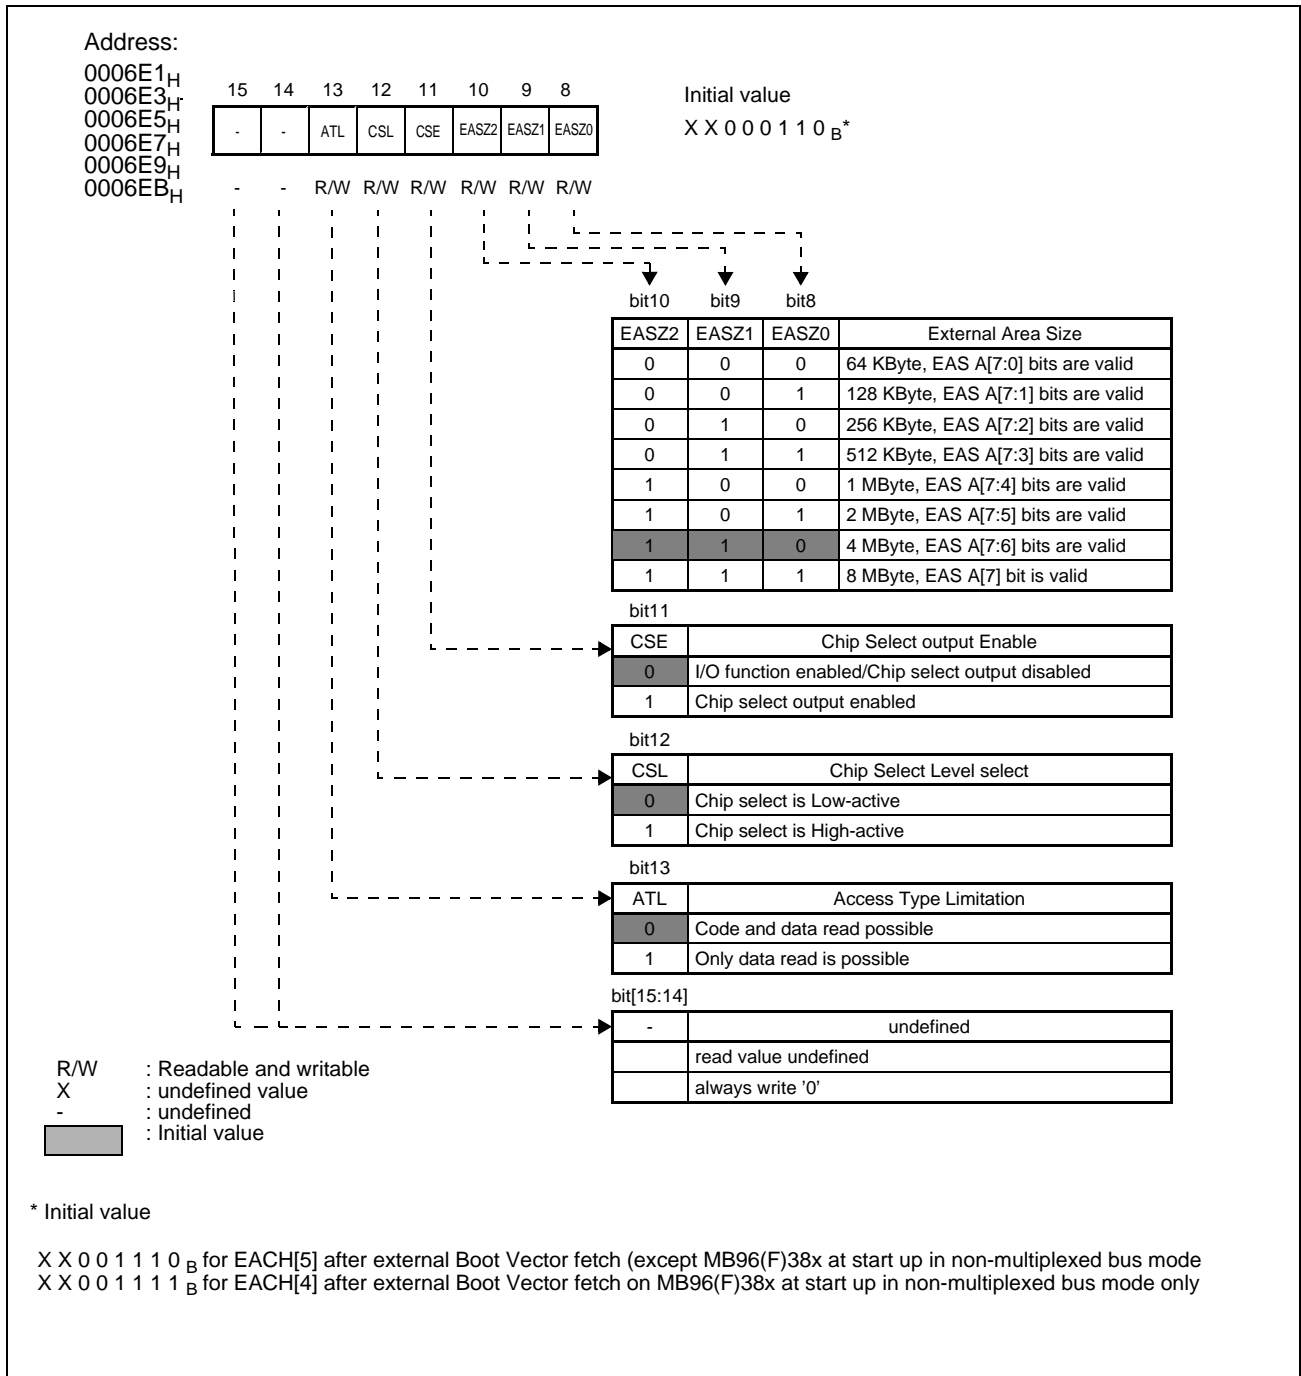 Address:
0006E1H
0006E3H
0006E5H
0006E7H
0006E9H
0006EBH
15 14 13 12 11 10 9 8
- - ATL CSL CSE EASZ2 EASZ1 EASZ0
- - R/W R/W R/W R/W R/W R/W
Initial value
X X 0 0 0 1 1 0 B*
bit10 bit9 bit8
EASZ2 EASZ1 EASZ0 External Area Size
0 0 0 64 KByte, EAS A[7:0] bits are valid
0 0 1 128 KByte, EAS A[7:1] bits are valid
0 1 0 256 KByte, EAS A[7:2] bits are valid
0 1 1 512 KByte, EAS A[7:3] bits are valid
1 0 0 1 MByte, EAS A[7:4] bits are valid
1 0 1 2 MByte, EAS A[7:5] bits are valid
1 1 0 4 MByte, EAS A[7:6] bits are valid
1 1 1 8 MByte, EAS A[7] bit is valid
bit11
CSE Chip Select output Enable
0 I/O function enabled/Chip select output disabled
1 Chip select output enabled
bit12
CSL Chip Select Level select
0 Chip select is Low-active
1 Chip select is High-active
bit13
ATL Access Type Limitation
0 Code and data read possible
1 Only data read is possible
bit[15:14]
- undefined
read value undefined
always write '0'
R/W : Readable and writable
X : undefined value
- : undefined
: Initial value
* Initial value
X X 0 0 1 1 1 0 B for EACH[5] after external Boot Vector fetch (except MB96(F)38x at start up in non-multiplexed bus mode
X X 0 0 1 1 1 1 B for EACH[4] after external Boot Vector fetch on MB96(F)38x at start up in non-multiplexed bus mode only